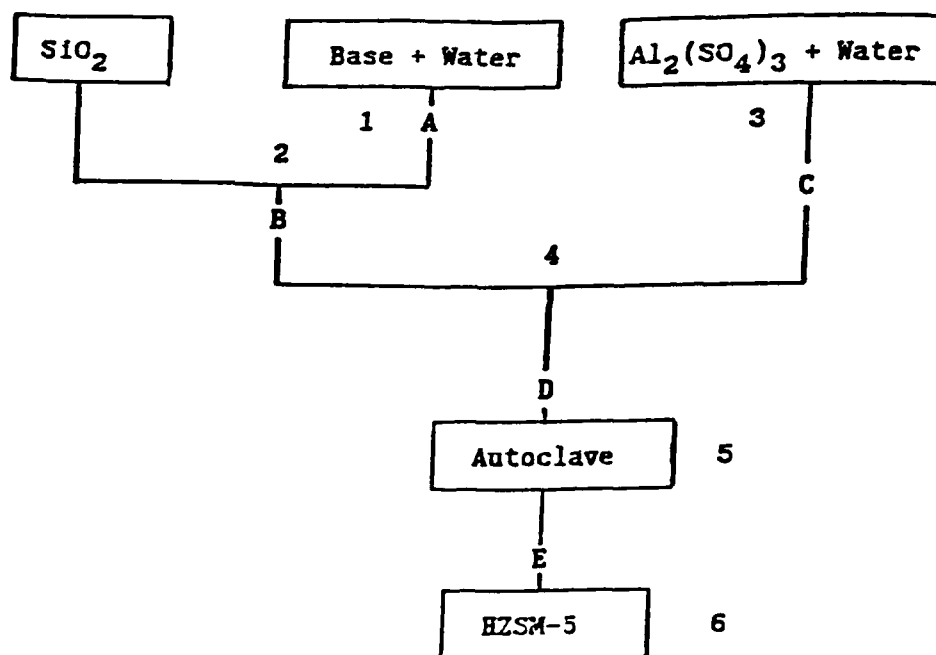 SiO2
Base + Water
Al2(SO4)3 + Water
1
A
3
2
C
B
4
D
Autoclave
5
E
HZSM-5
6